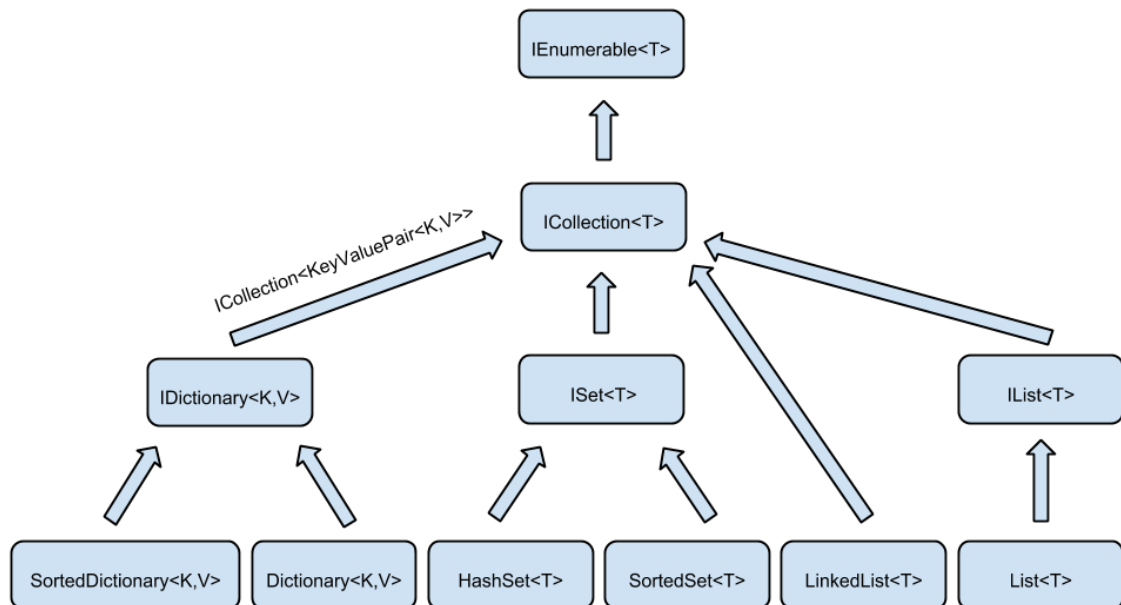 IEnumerable<T>
ICollection<T>
ICollection<KeyValuePair<K,V>>
IDictionary<K,V>
ISet<T>
IList<T>
SortedDictionary<K,V>
Dictionary<K,V>
HashSet<T>
SortedSet<T>
LinkedList<T>
List<T>